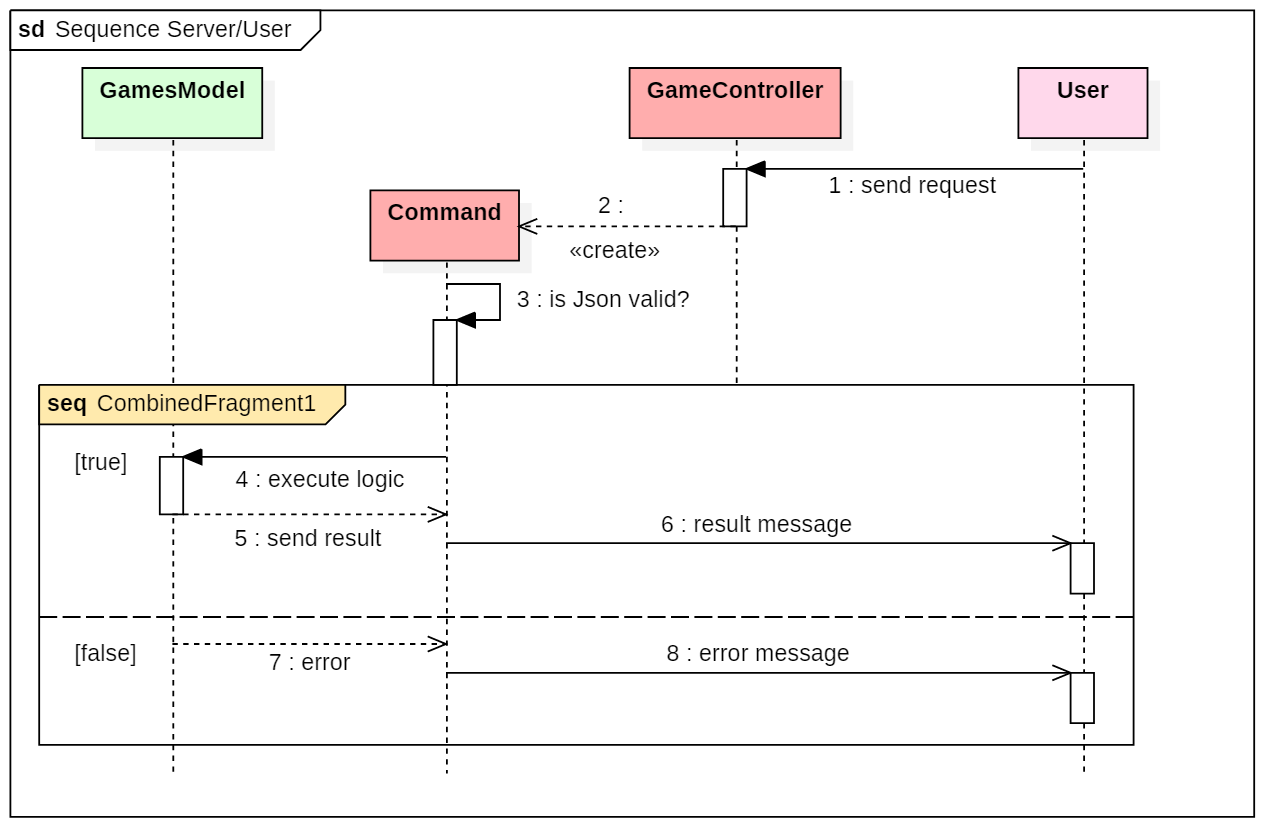 sd Sequence Server/User
GamesModel
GameController
User
1 : send request
Command
2 :
«create»
3 : is Json valid?
seq CombinedFragment1
[true]
4 : execute logic
5 : send result
6 : result message
[false]
7 : error
8 : error message